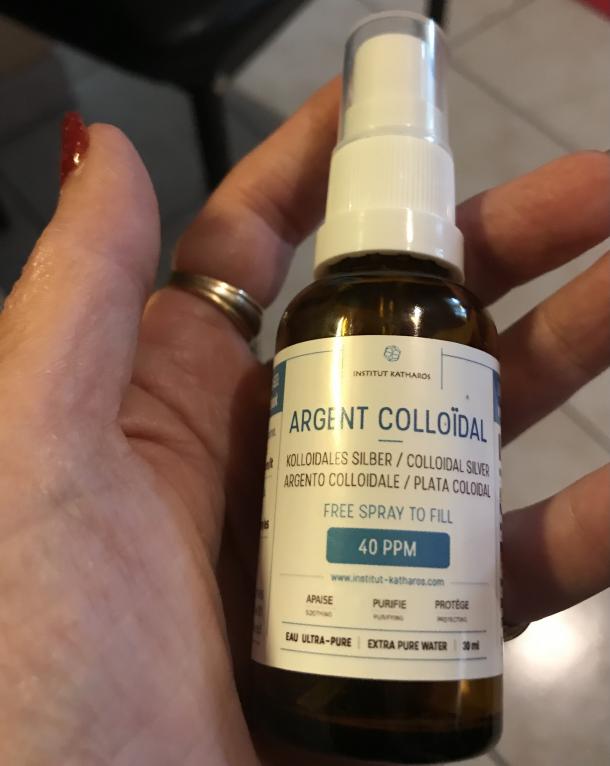 INSTITUT KATHAROS
ARGENT COLLOÏDAL
KOLLOIDALES SILBER / COLLOIDAL SILVER
ARGENTO COLLOIDALE / PLATA COLOIDAL
FREE SPRAY TO FILL
40 PPM
www.institut-katharos.com
APAISE PURIFIE PROTÈGE
SOOTHING PURIFYING PROTECTING
EAU ULTRA-PURE | EXTRA PURE WATER | 30 ml